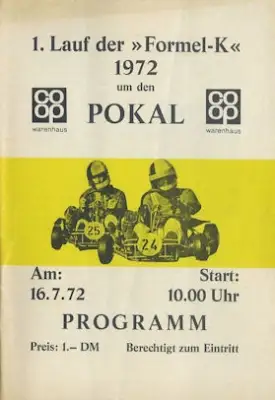 1. Lauf der »Formel-K«
1972
um den
co op POKAL co op
warenhaus warenhaus
25 24
Am: Start:
16.7.72 10.00 Uhr
PROGRAMM
Preis: 1.– DM Berechtigt zum Eintritt